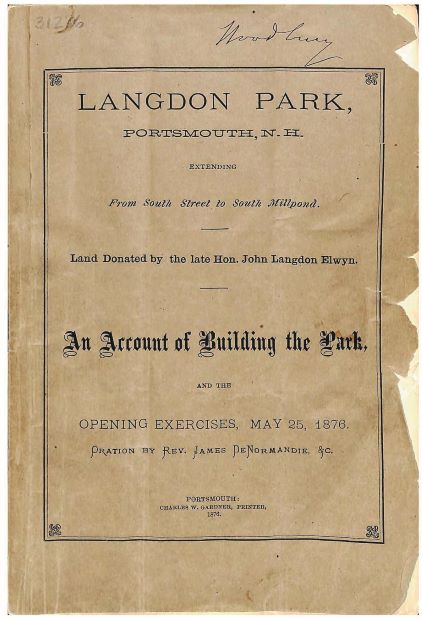 Woodbury
LANGDON PARK,
PORTSMOUTH, N. H.
EXTENDING
From South Street to South Millpond.
Land Donated by the late Hon. John Langdon Elwyn.
An Account of Building the Park,
AND THE
OPENING EXERCISES, MAY 25, 1876.
ORATION BY REV. JAMES DENORMANDIE, &C.
PORTSMOUTH:
CHARLES W. GARDNER, PRINTER,
1876.